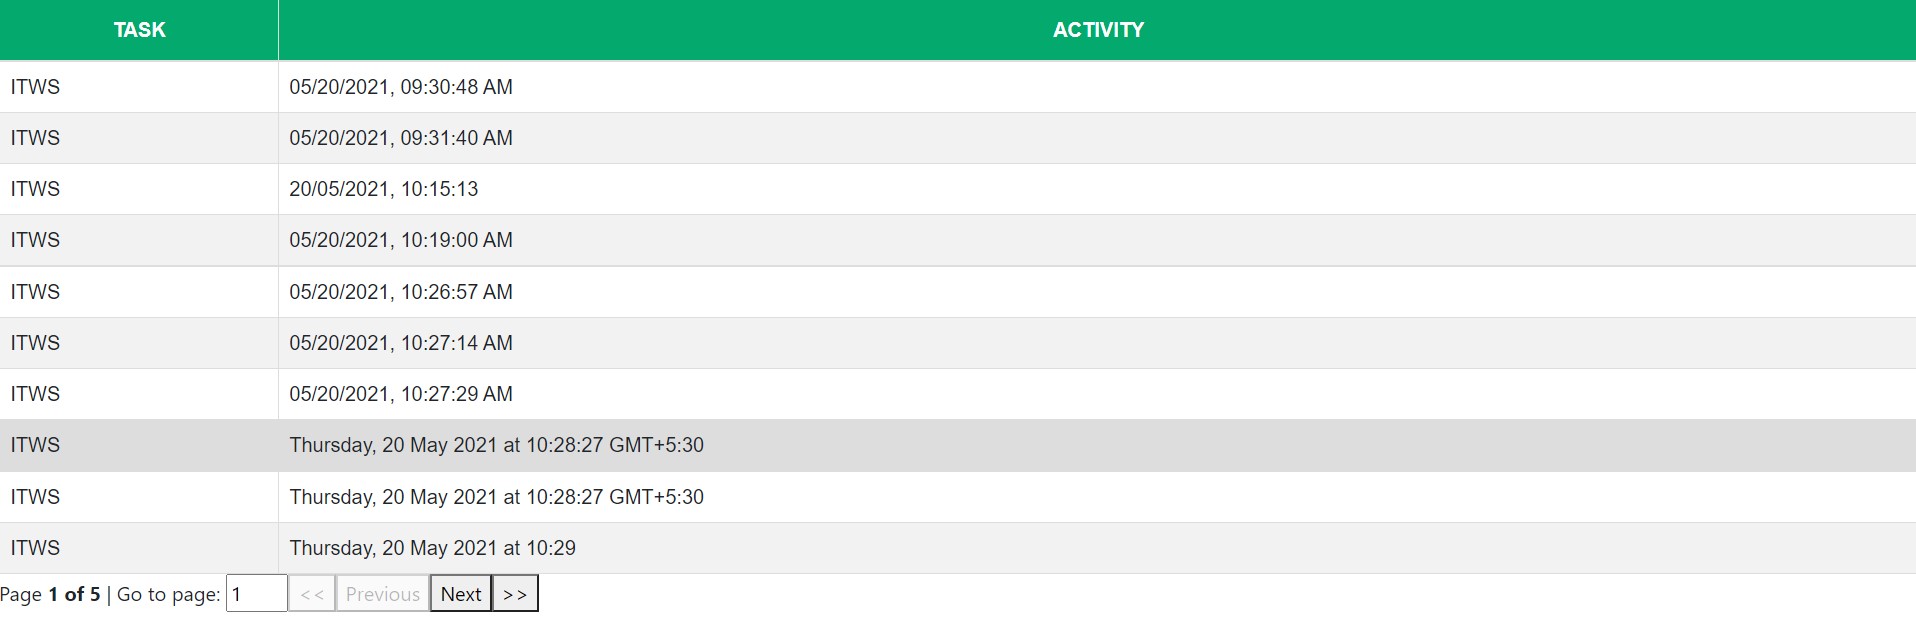 TASK ACTIVITY
ITWS 05/20/2021, 09:30:48 AM
ITWS 05/20/2021, 09:31:40 AM
ITWS 20/05/2021, 10:15:13
ITWS 05/20/2021, 10:19:00 AM
ITWS 05/20/2021, 10:26:57 AM
ITWS 05/20/2021, 10:27:14 AM
ITWS 05/20/2021, 10:27:29 AM
ITWS Thursday, 20 May 2021 at 10:28:27 GMT+5:30
ITWS Thursday, 20 May 2021 at 10:28:27 GMT+5:30
ITWS Thursday, 20 May 2021 at 10:29
Page 1 of 5 | Go to page: 1 << Previous Next >>